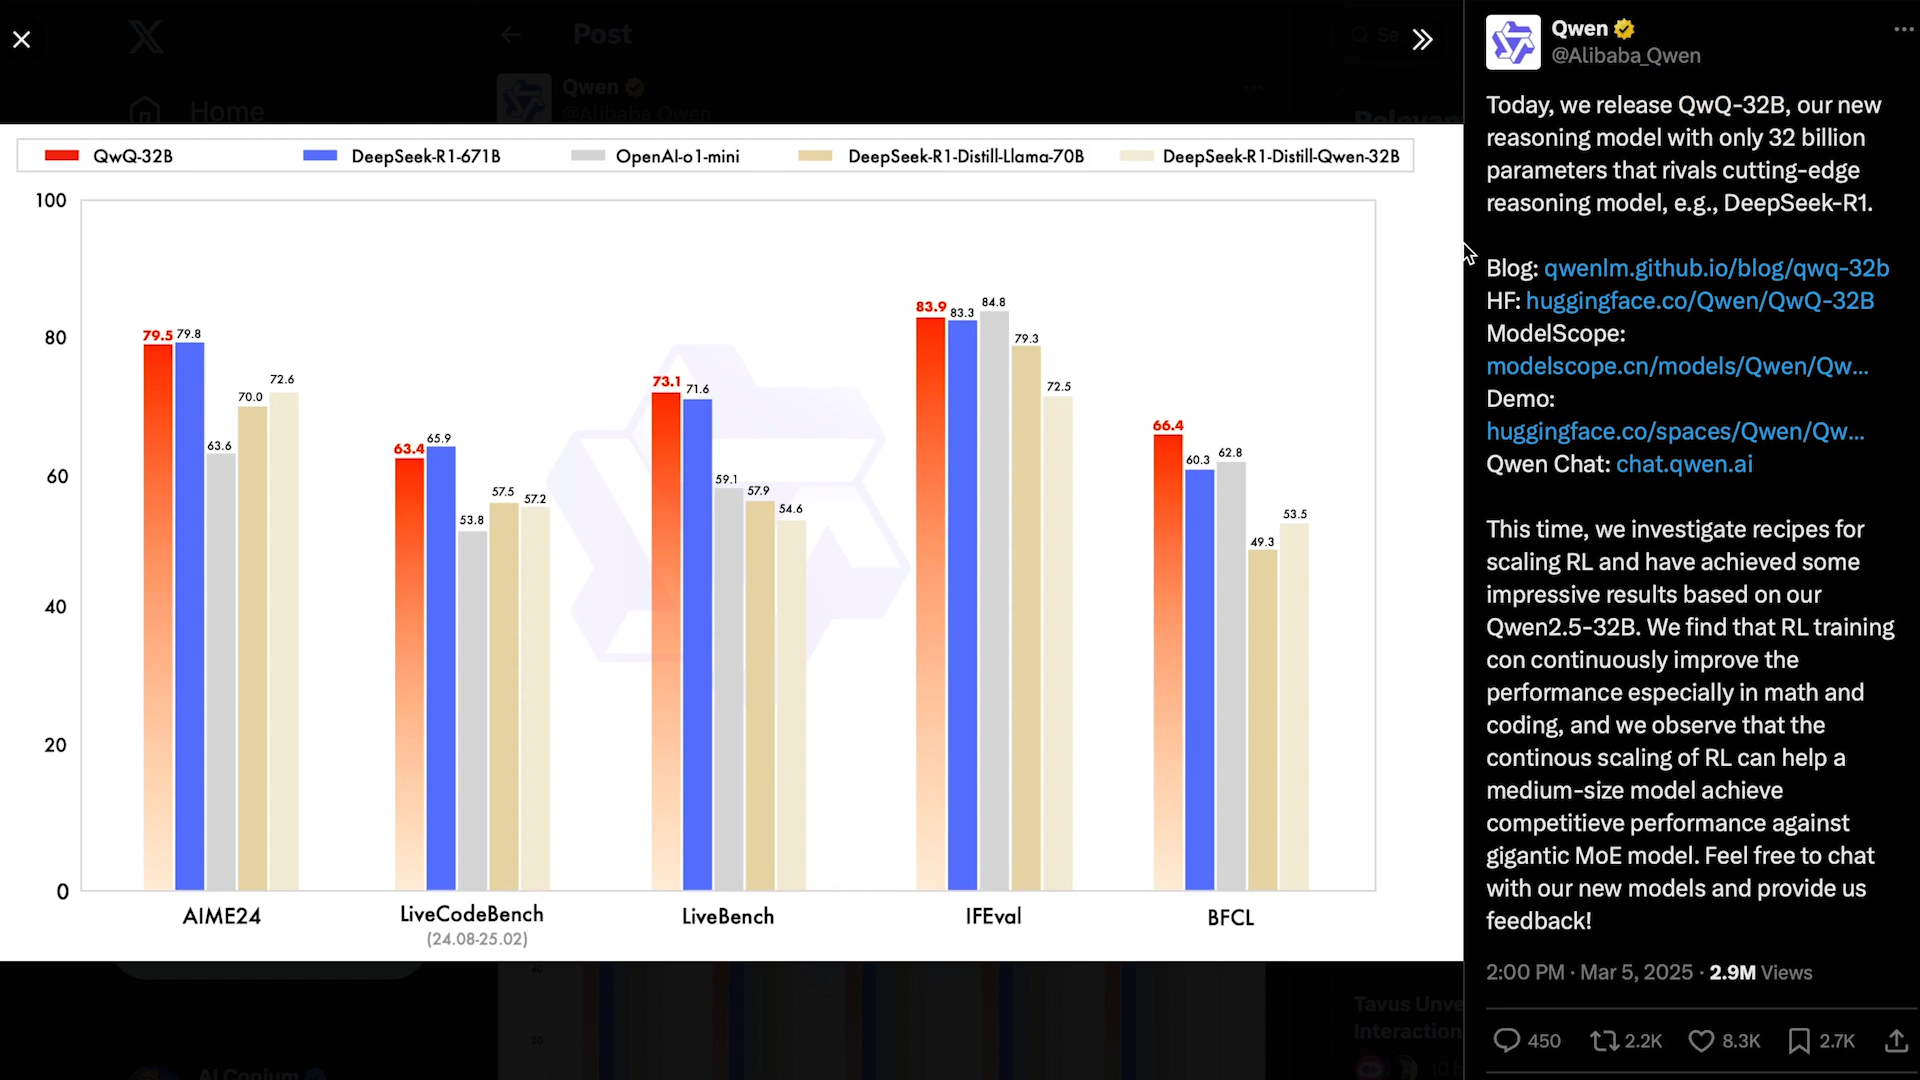 Post
Home
Qwen
@Alibaba_Qwen
QwQ-32B
DeepSeek-R1-671B
OpenAI-o1-mini
DeepSeek-R1-Distill-Llama-70B
DeepSeek-R1-Distill-Qwen-32B
100
80
60
40
20
0
79.5
79.8
63.6
70.0
72.6
63.4
65.9
53.8
57.5
57.2
73.1
71.6
59.1
57.9
54.6
83.9
83.3
84.8
79.3
72.5
66.4
60.3
62.8
49.3
53.5
AIME24
LiveCodeBench
(24.08-25.02)
LiveBench
IFEval
BFCL
40
20
Tavus Unve
Interaction
Qwen
@Alibaba_Qwen
Today, we release QwQ-32B, our new
reasoning model with only 32 billion
parameters that rivals cutting-edge
reasoning model, e.g., DeepSeek-R1.
Blog: qwenlm.github.io/blog/qwq-32b
HF: huggingface.co/Qwen/QwQ-32B
ModelScope:
modelscope.cn/models/Qwen/Qw...
Demo:
huggingface.co/spaces/Qwen/Qw...
Qwen Chat: chat.qwen.ai
This time, we investigate recipes for
scaling RL and have achieved some
impressive results based on our
Qwen2.5-32B. We find that RL training
con continuously improve the
performance especially in math and
coding, and we observe that the
continous scaling of RL can help a
medium-size model achieve
competitieve performance against
gigantic MoE model. Feel free to chat
with our new models and provide us
feedback!
2:00 PM · Mar 5, 2025 · 2.9M Views
450
2.2K
8.3K
2.7K